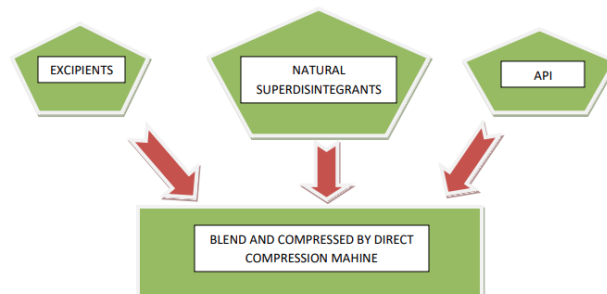 EXCIPIENTS
NATURAL
SUPERDISINTEGRANTS
API
BLEND AND COMPRESSED BY DIRECT
COMPRESSION MAHINE